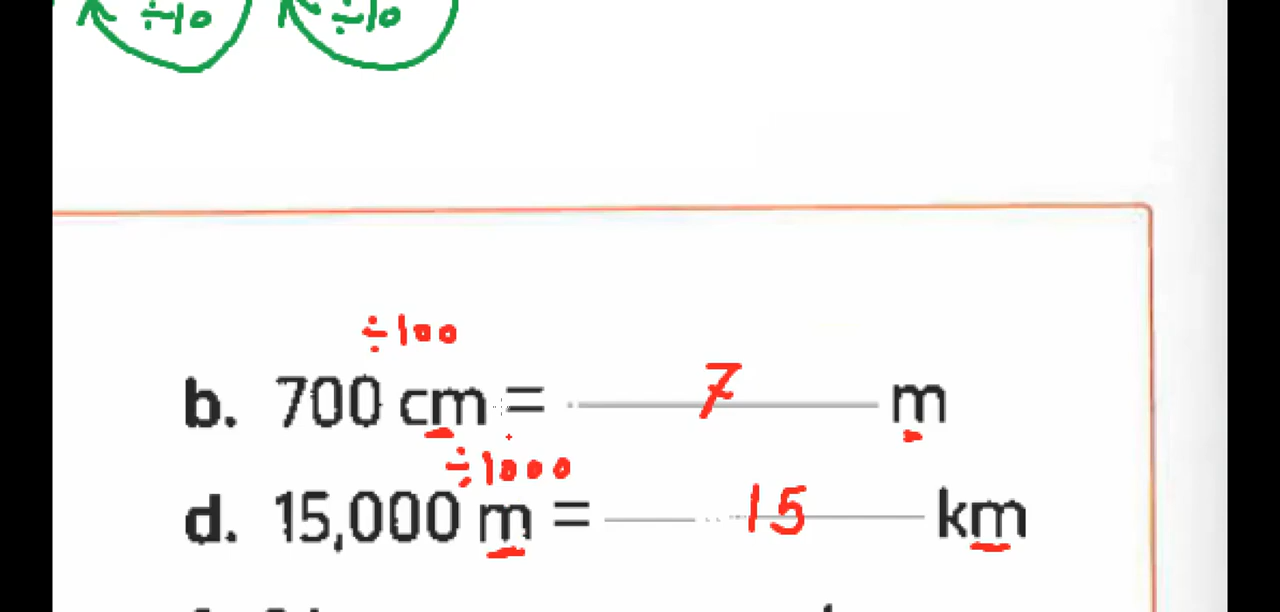 ÷10 ÷10
÷100
b. 700 cm = 7 m
÷1000
d. 15,000 m = 15 km